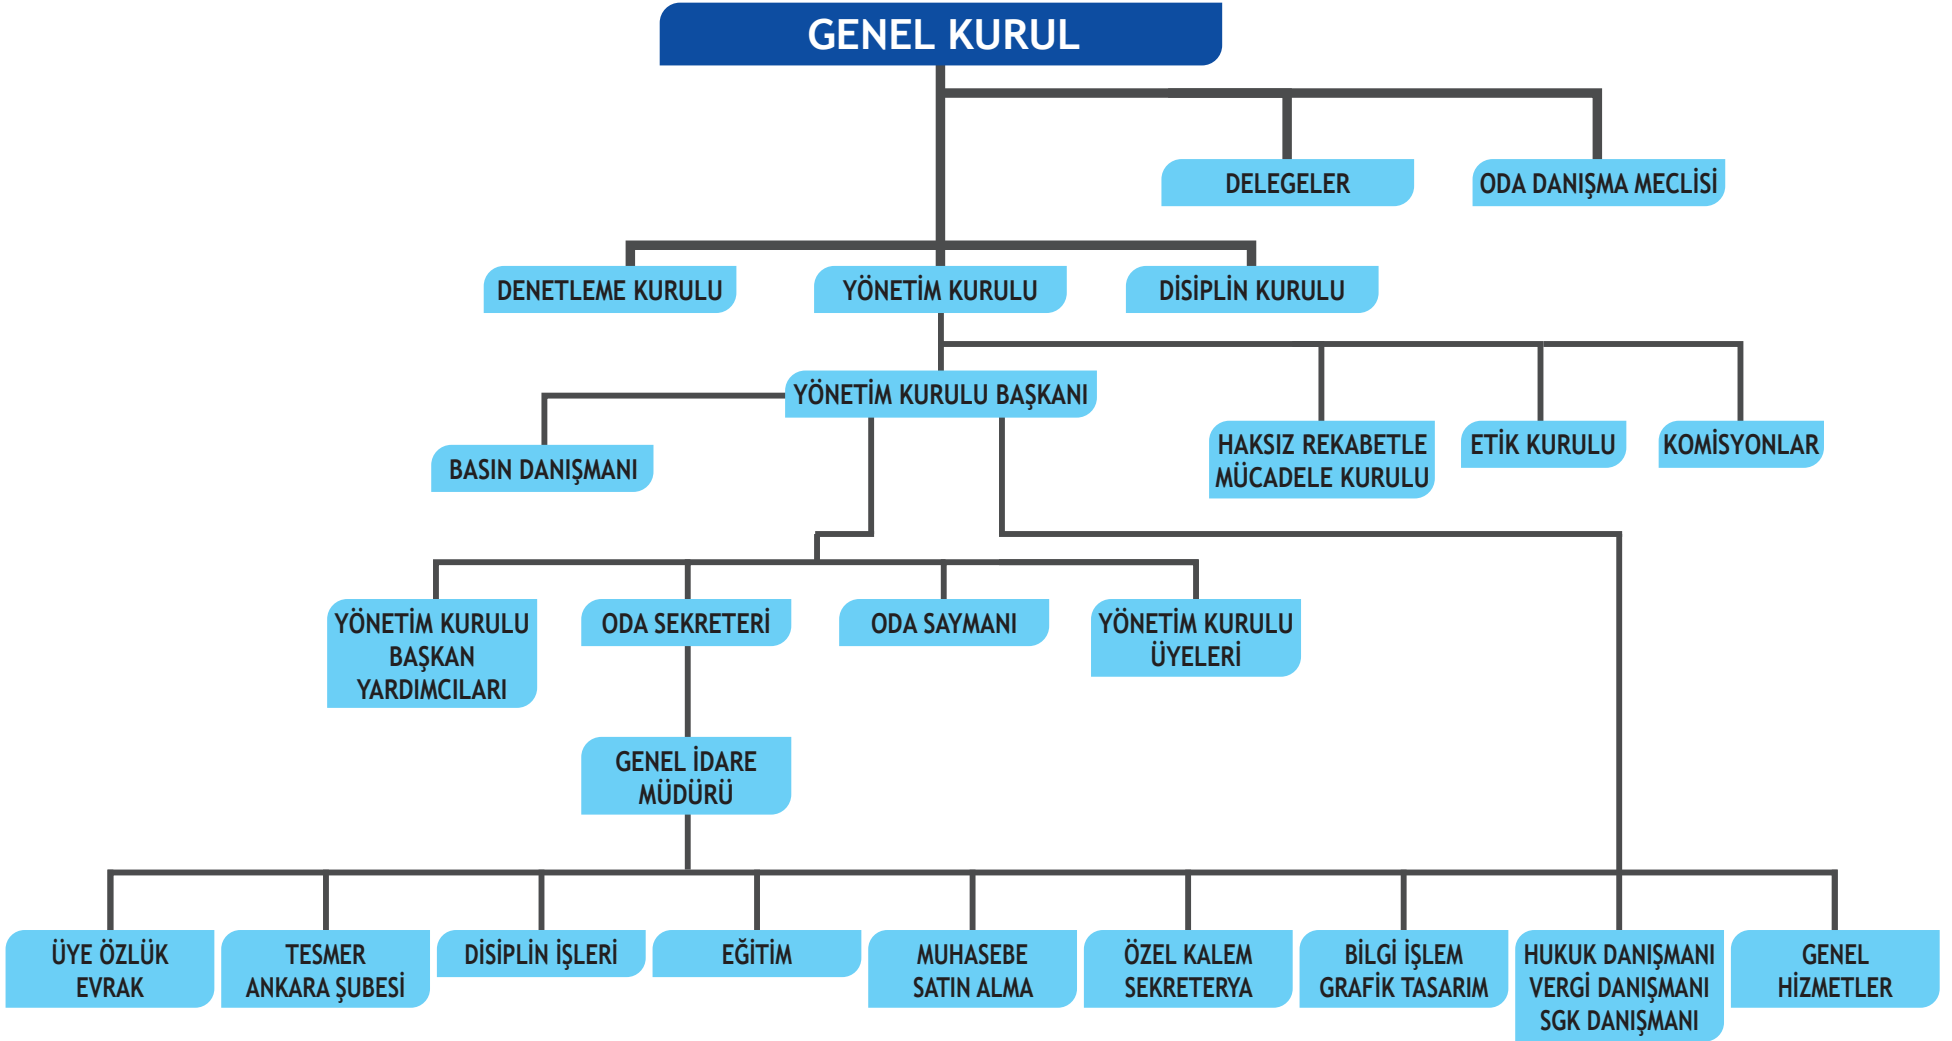 GENEL KURUL
DELEGELER
ODA DANIŞMA MECLİSİ
DENETLEME KURULU
YÖNETİM KURULU
DİSİPLİN KURULU
YÖNETİM KURULU BAŞKANI
BASIN DANIŞMANI
HAKSIZ REKABETLE
MÜCADELE KURULU
ETİK KURULU
KOMİSYONLAR
YÖNETİM KURULU
BAŞKAN
YARDIMCILARI
ODA SEKRETERİ
ODA SAYMANI
YÖNETİM KURULU
ÜYELERİ
GENEL İDARE
MÜDÜRÜ
ÜYE ÖZLÜK
EVRAK
TESMER
ANKARA ŞUBESİ
DİSİPLİN İŞLERİ
EĞİTİM
MUHASEBE
SATIN ALMA
ÖZEL KALEM
SEKRETERYA
BİLGİ İŞLEM
GRAFİK TASARIM
HUKUK DANIŞMANI
VERGİ DANIŞMANI
SGK DANIŞMANI
GENEL
HİZMETLER